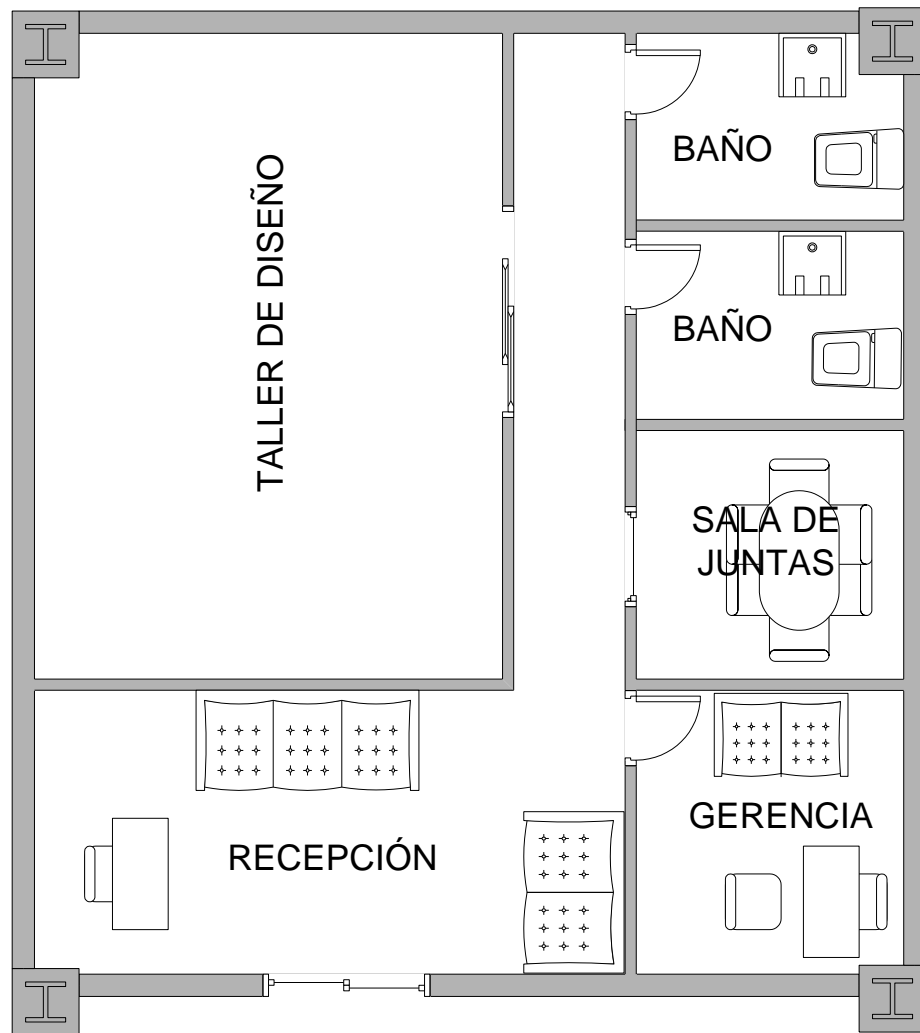 TALLER DE DISEÑO
BAÑO
BAÑO
SALA DE
JUNTAS
GERENCIA
RECEPCIÓN